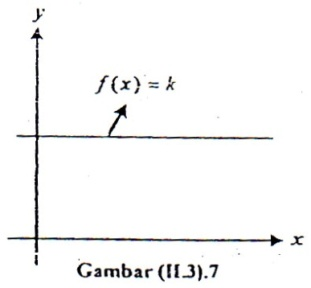 y
f(x) = k
x
Gambar (II.3).7